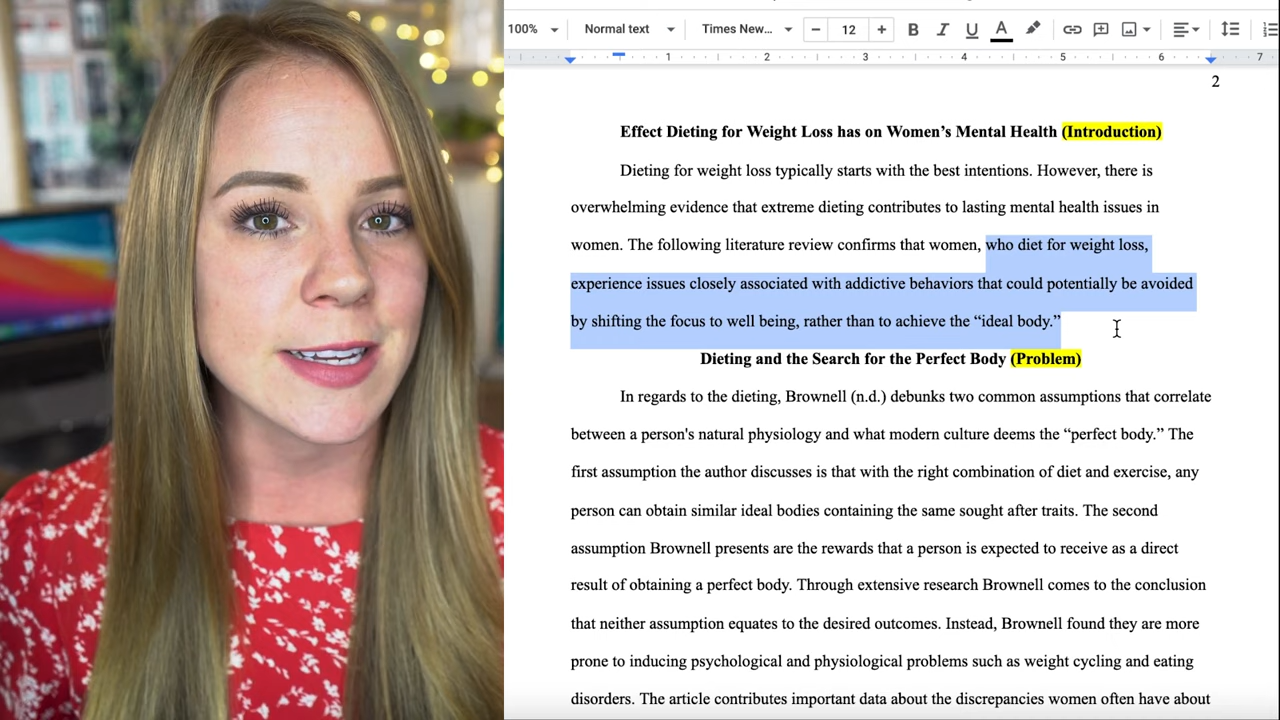 100% Normal text Times New... 12 B I U A
1 2 3 4 5 6 7
2
Effect Dieting for Weight Loss has on Women’s Mental Health (Introduction)
Dieting for weight loss typically starts with the best intentions. However, there is
overwhelming evidence that extreme dieting contributes to lasting mental health issues in
women. The following literature review confirms that women, who diet for weight loss,
experience issues closely associated with addictive behaviors that could potentially be avoided
by shifting the focus to well being, rather than to achieve the “ideal body.”
Dieting and the Search for the Perfect Body (Problem)
In regards to the dieting, Brownell (n.d.) debunks two common assumptions that correlate
between a person's natural physiology and what modern culture deems the “perfect body.” The
first assumption the author discusses is that with the right combination of diet and exercise, any
person can obtain similar ideal bodies containing the same sought after traits. The second
assumption Brownell presents are the rewards that a person is expected to receive as a direct
result of obtaining a perfect body. Through extensive research Brownell comes to the conclusion
that neither assumption equates to the desired outcomes. Instead, Brownell found they are more
prone to inducing psychological and physiological problems such as weight cycling and eating
disorders. The article contributes important data about the discrepancies women often have about